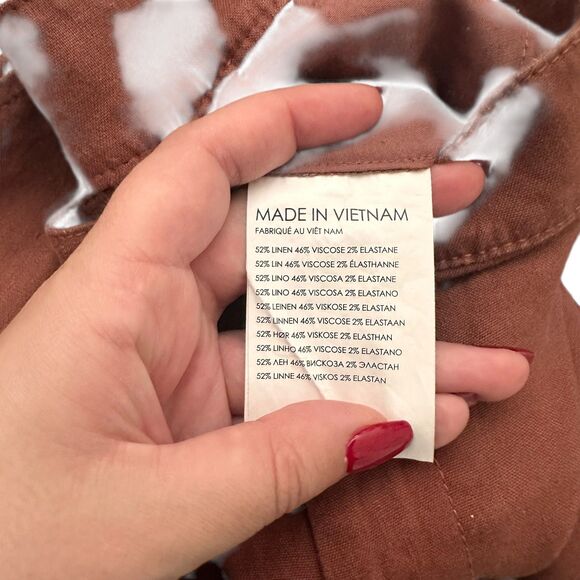 MADE IN VIETNAM
FABRIQUÉ AU VIÊT NAM
52% LINEN 46% VISCOSE 2% ELASTANE
52% LIN 46% VISCOSE 2% ÉLASTHANNE
52% LINO 46% VISCOSA 2% ELASTANE
52% LINO 46% VISCOSA 2% ELASTANO
52% LEINEN 46% VISKOSE 2% ELASTAN
52% LINNEN 46% VISCOSE 2% ELASTAAN
52% HØR 46% VISKOSE 2% ELASTHAN
52% LINHO 46% VISCOSE 2% ELASTANO
52% ЛЕН 46% ВИСКОЗА 2% ЭЛАСТАН
52% LINNE 46% VISKOS 2% ELASTAN